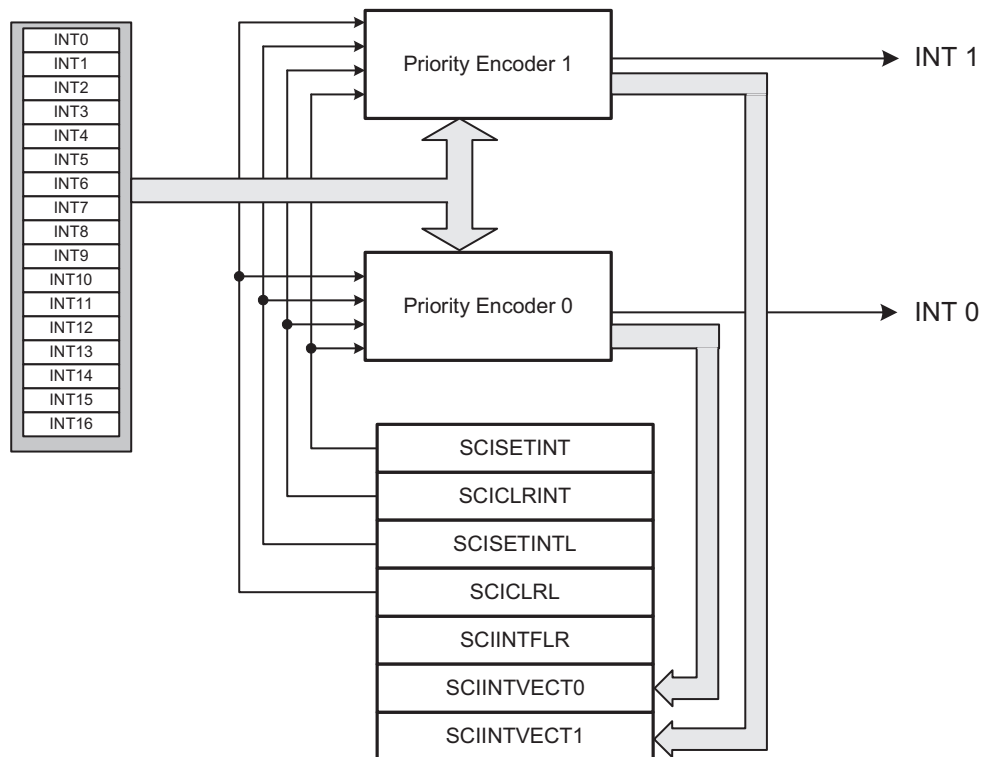 INT0
INT1
INT2
INT3
INT4
INT5
INT6
INT7
INT8
INT9
INT10
INT11
INT12
INT13
INT14
INT15
INT16
Priority Encoder 1
INT 1
Priority Encoder 0
INT 0
SCISETINT
SCICLRINT
SCISETINTL
SCICLRL
SCIINTFLR
SCIINTVECT0
SCIINTVECT1